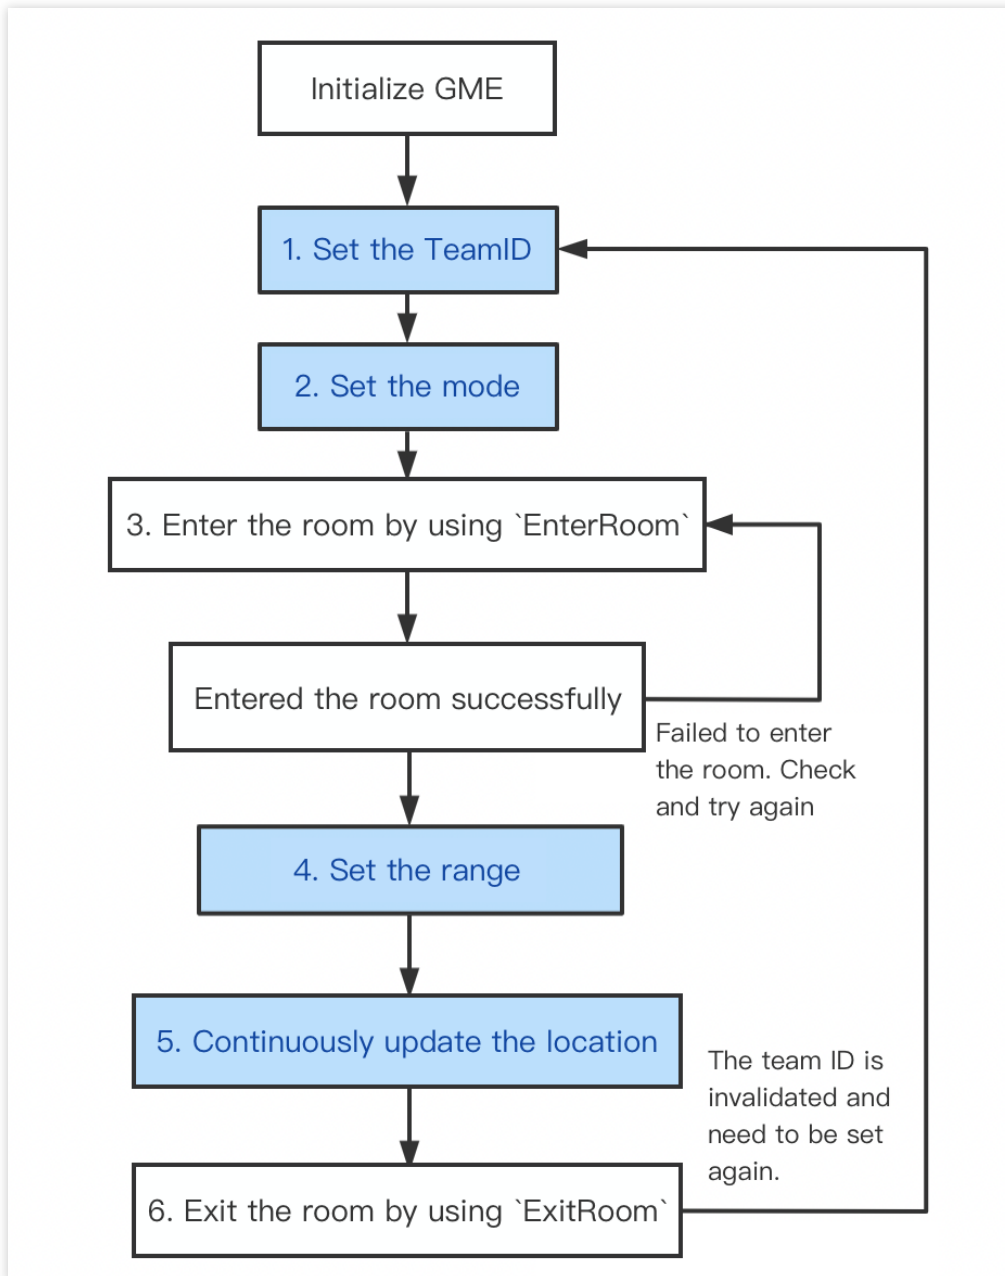 Initialize GME
1. Set the TeamID
2. Set the mode
3. Enter the room by using `EnterRoom`
Entered the room successfully
Failed to enter
the room. Check
and try again
4. Set the range
5. Continuously update the location
The team ID is
invalidated and
need to be set
again.
6. Exit the room by using `ExitRoom`